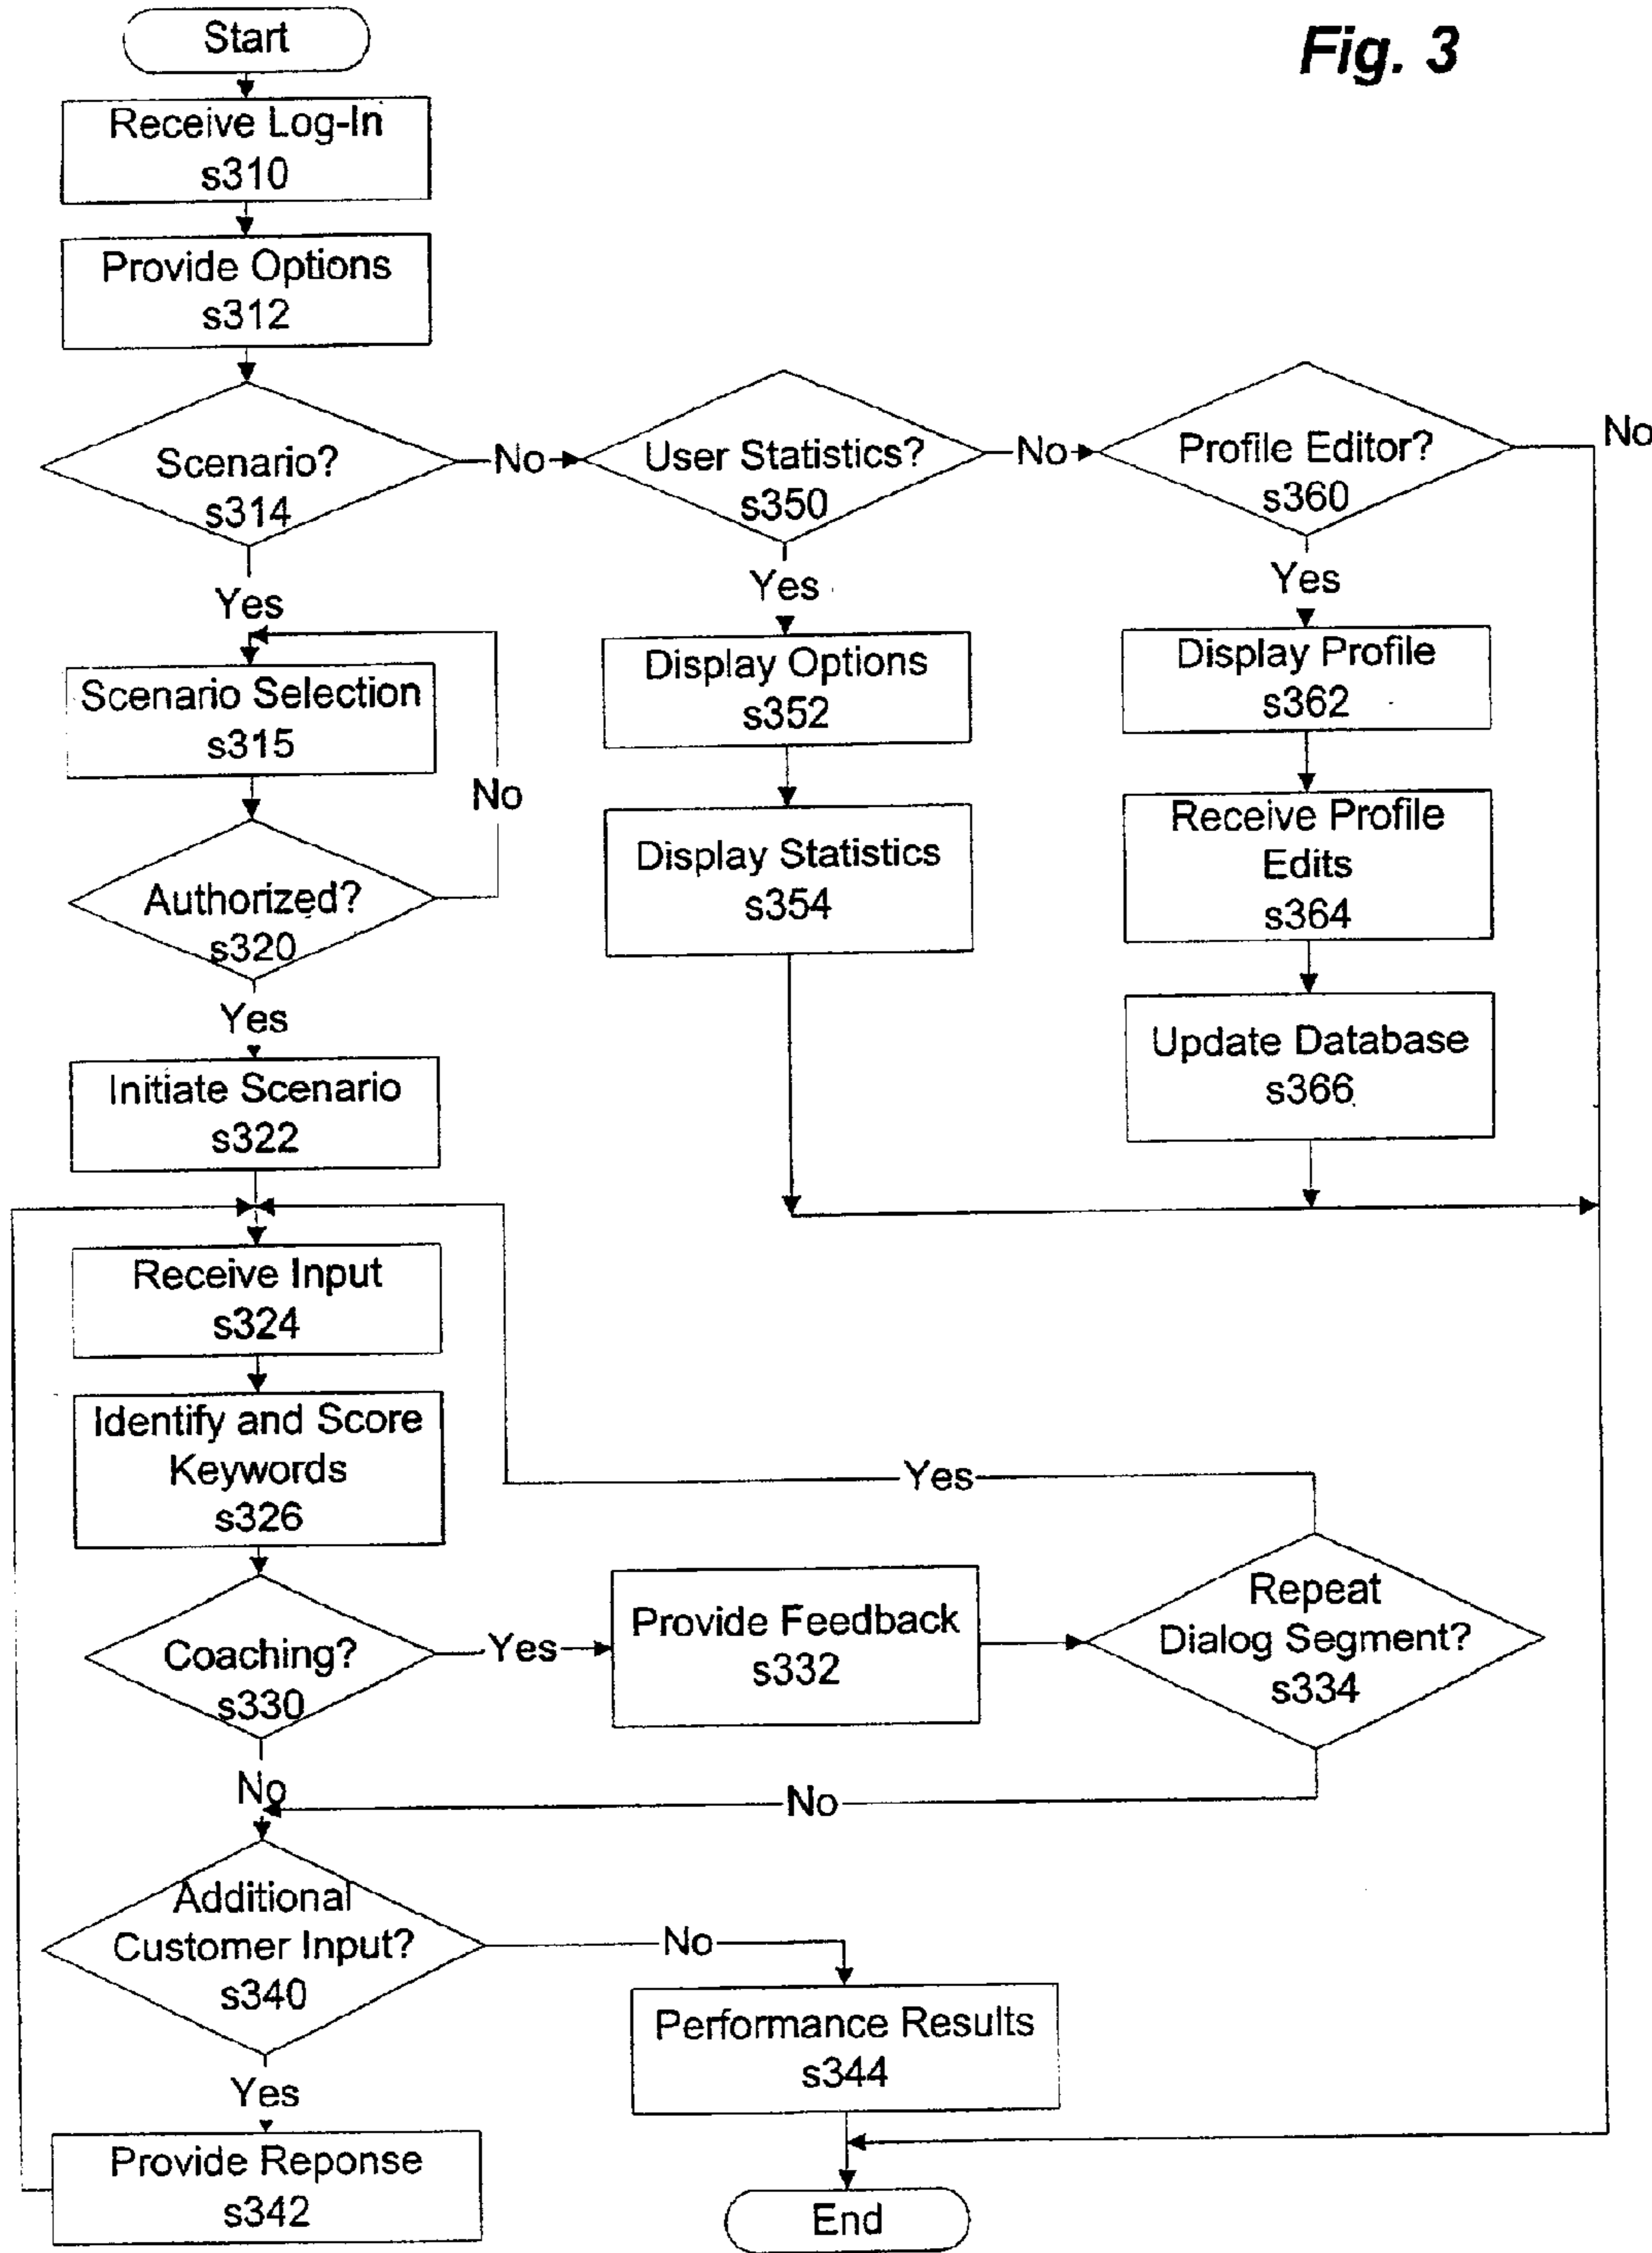 Fig. 3
Start
Receive Log-In
s310
Provide Options
s312
Scenario?
s314
No
User Statistics?
s350
No
Profile Editor?
s360
No
Yes
Yes
Yes
Scenario Selection
s315
No
Display Options
s352
Display Profile
s362
Authorized?
s320
Display Statistics
s354
Receive Profile
Edits
s364
Yes
Initiate Scenario
s322
Update Database
s366
Receive Input
s324
Identify and Score
Keywords
s326
Yes
Coaching?
s330
Yes
Provide Feedback
s332
Repeat
Dialog Segment?
s334
No
No
Additional
Customer Input?
s340
No
Performance Results
s344
Yes
Provide Reponse
s342
End